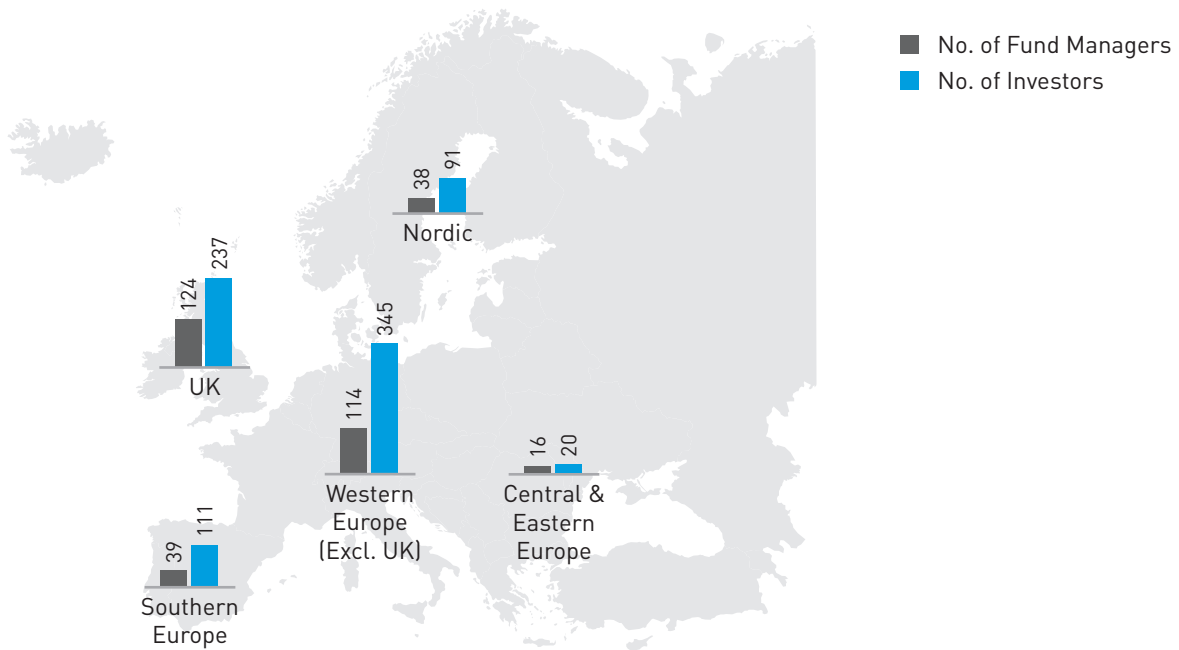 No. of Fund Managers
No. of Investors
38
91
Nordic
124
237
UK
114
345
Western
Europe
(Excl. UK)
16
20
Central &
Eastern
Europe
39
111
Southern
Europe